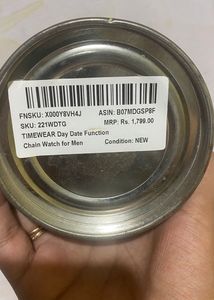 FNSKU: X000Y8VH4J ASIN: B07MDGSP8F
SKU: 221WDTG MRP: Rs. 1,799.00
TIMEWEAR Day Date Function
Chain Watch for Men Condition: NEW